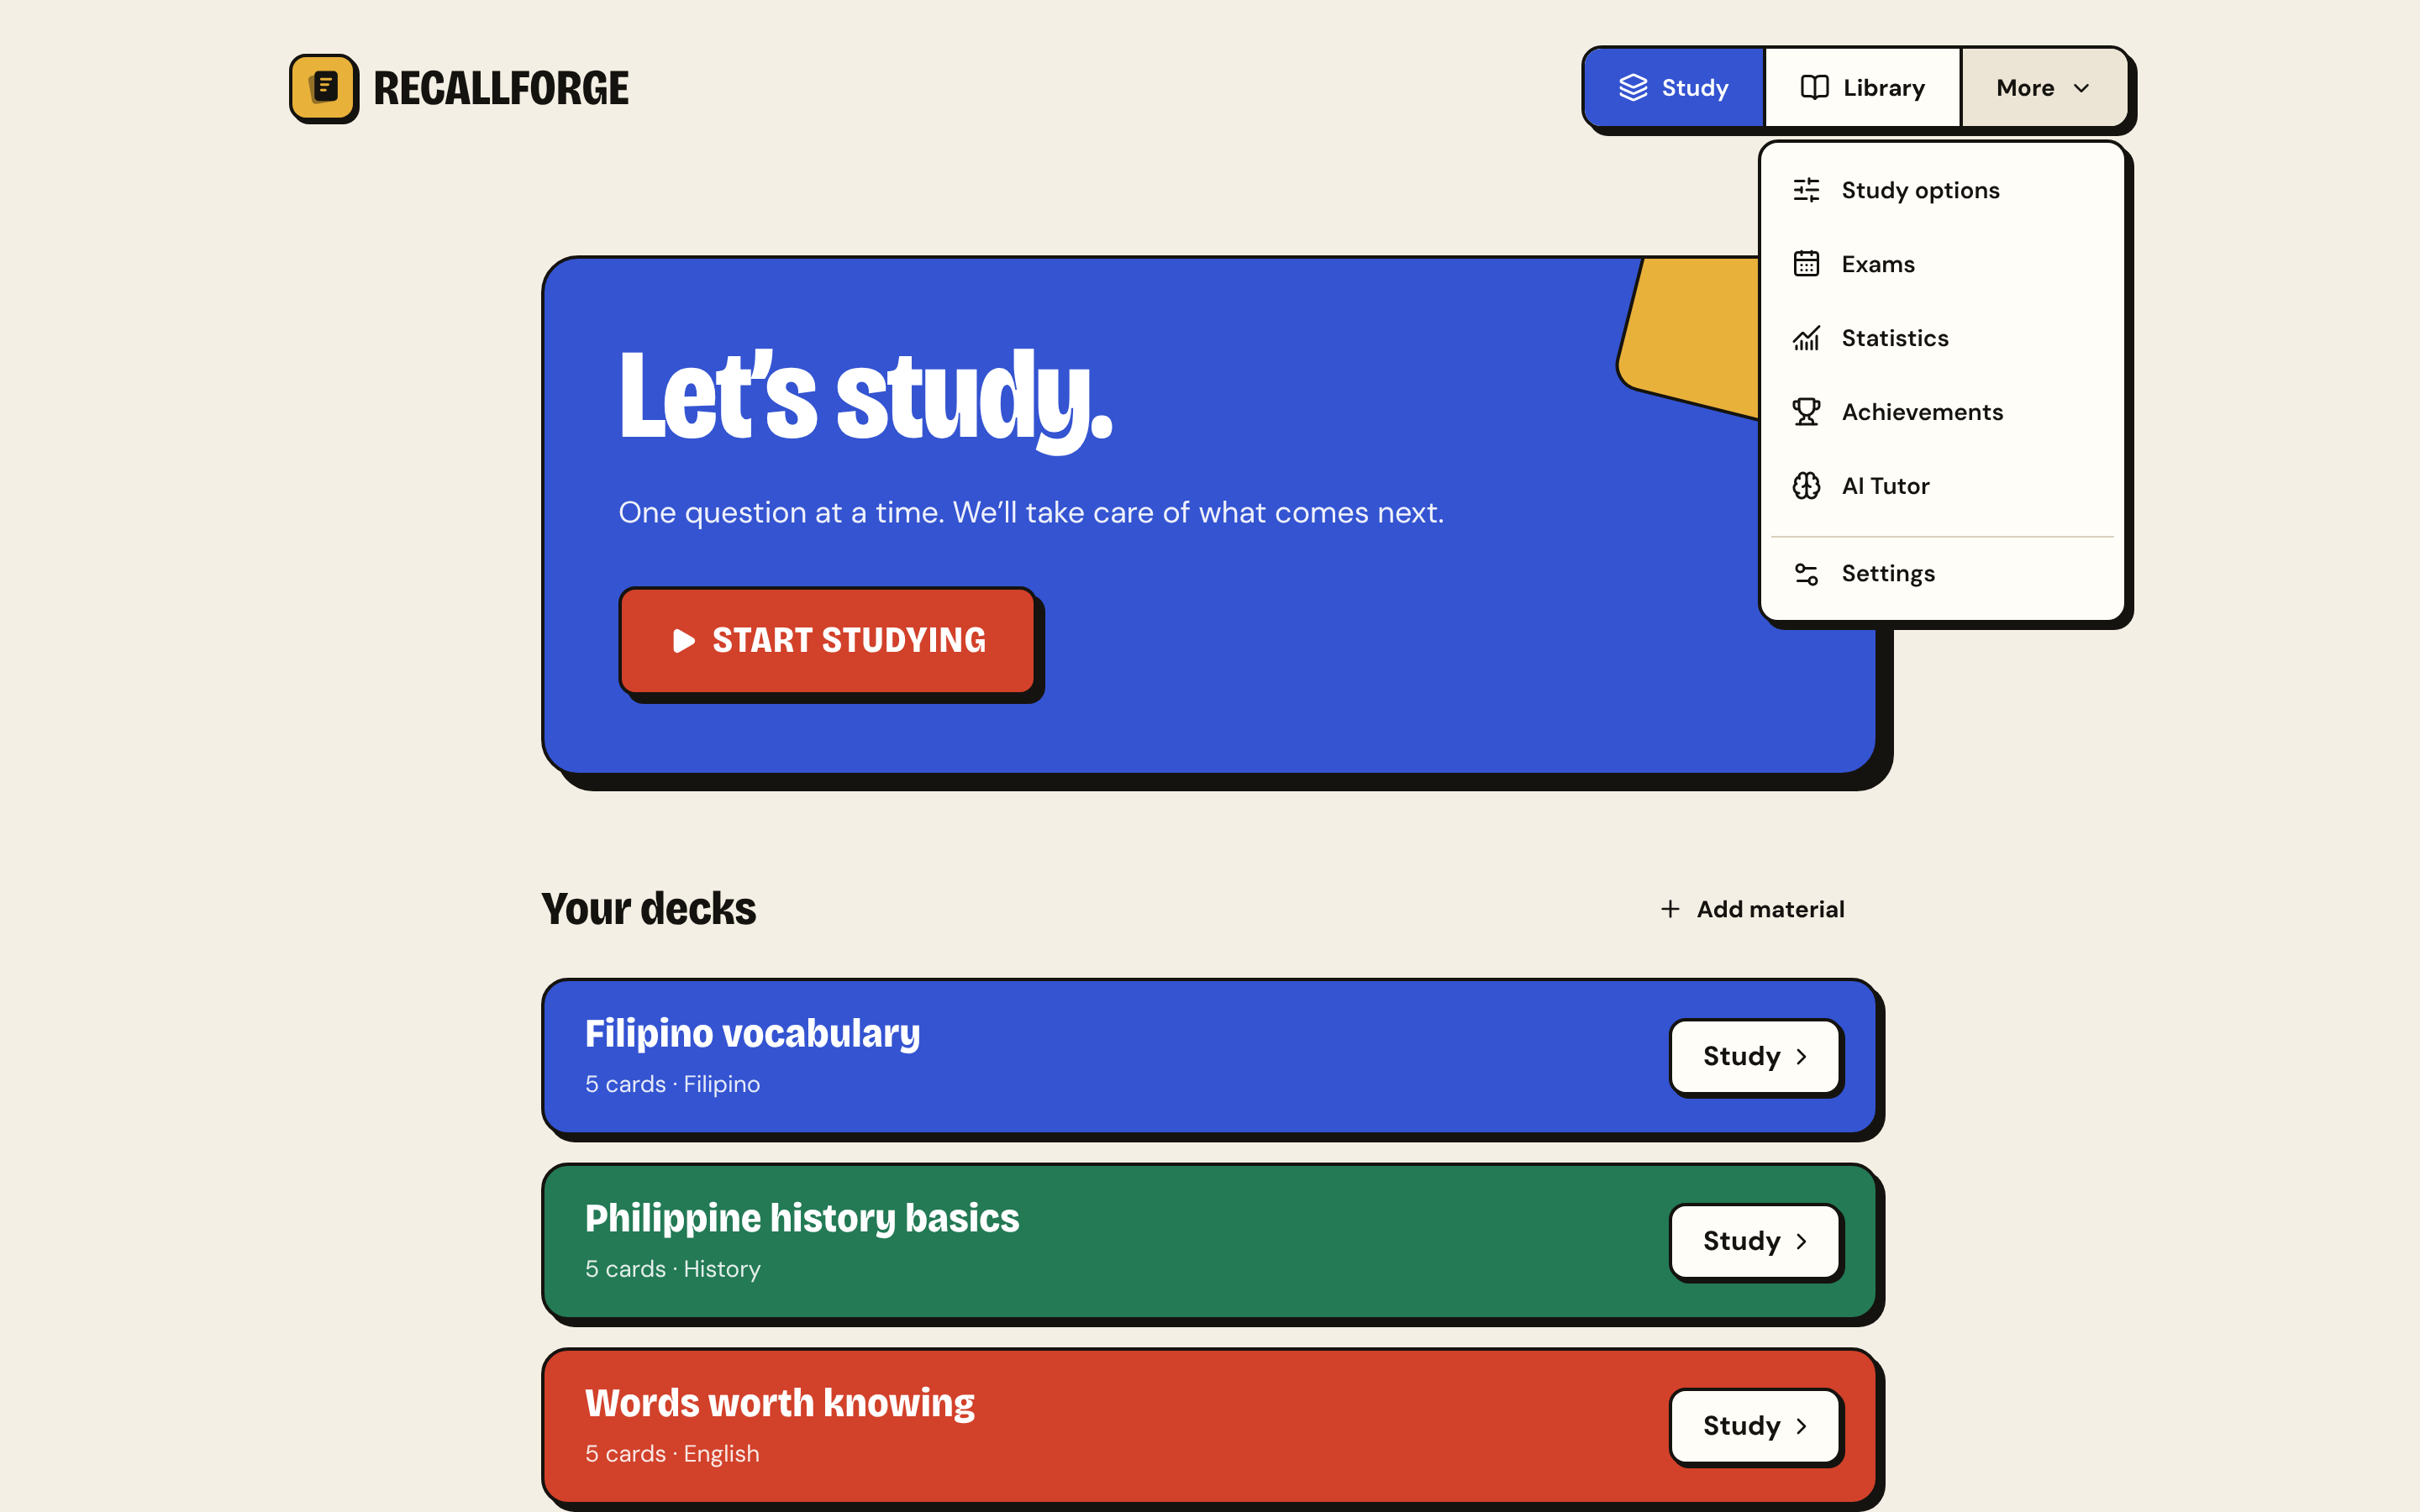 RECALLFORGE
Study
Library
More
Study options
Exams
Statistics
Achievements
AI Tutor
Settings
Let’s study.
One question at a time. We’ll take care of what comes next.
START STUDYING
Your decks
Add material
Filipino vocabulary
5 cards · Filipino
Study
Philippine history basics
5 cards · History
Study
Words worth knowing
5 cards · English
Study